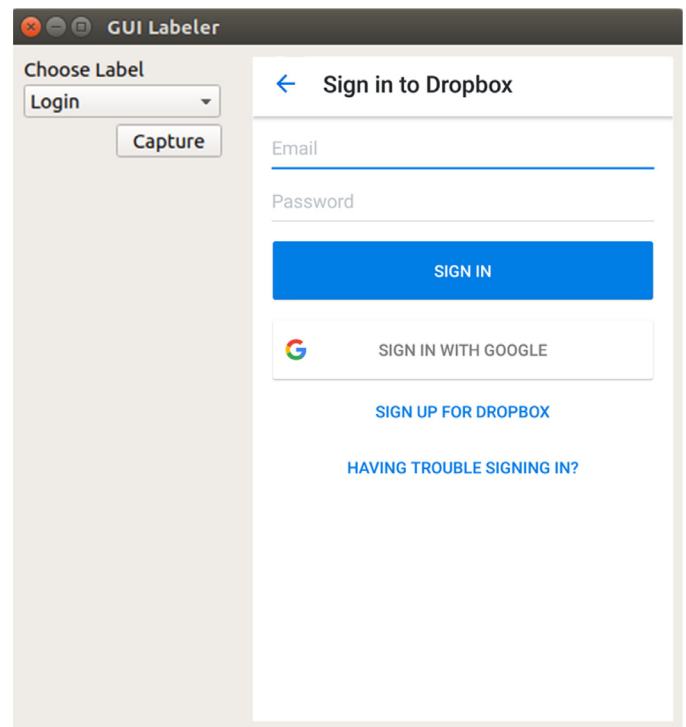 GUI Labeler
Choose Label
Login
Capture
Sign in to Dropbox
Email
Password
SIGN IN
SIGN IN WITH GOOGLE
SIGN UP FOR DROPBOX
HAVING TROUBLE SIGNING IN?